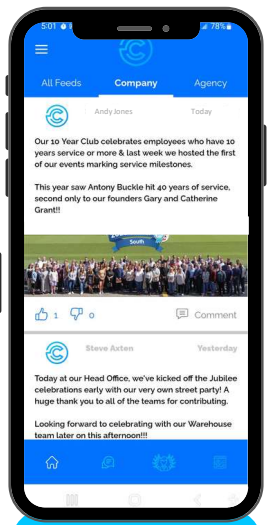 5:01
78%
All Feeds Company Agency
Andy Jones Today
Our 10 Year Club celebrates employees who have 10
years service or more & last week we hosted the first
of our events marking service milestones.
This year saw Antony Buckle hit 40 years of service,
second only to our founders Gary and Catherine
Grant!!
South
1 0 Comment
Steve Axten Yesterday
Today at our Head Office, we've kicked off the Jubilee
celebrations early with our very own street party! A
huge thank you to all of the teams for contributing.
Looking forward to celebrating with our Warehouse
team later on this afternoon!!!